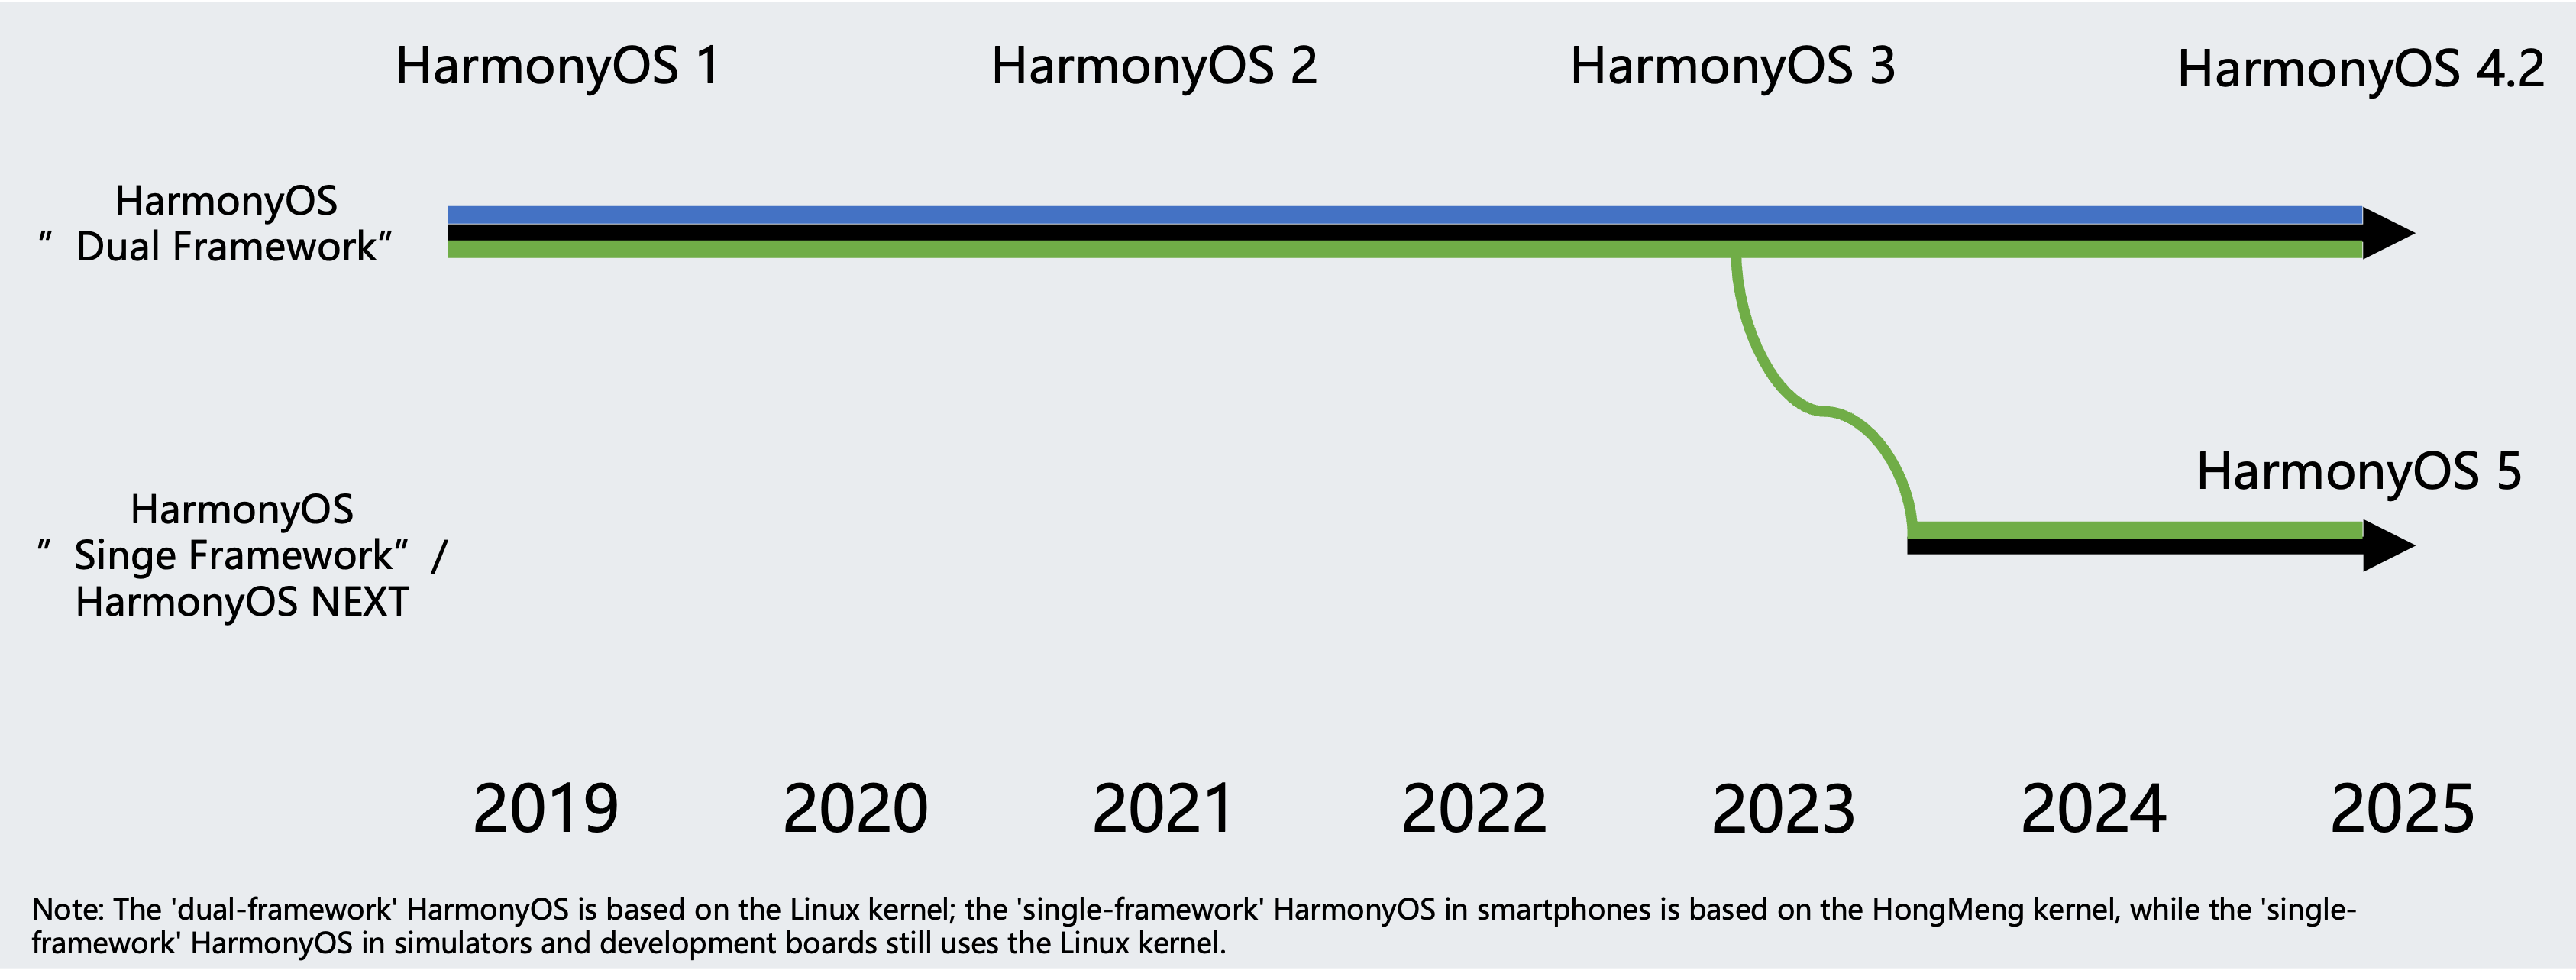 HarmonyOS 1
HarmonyOS 2
HarmonyOS 3
HarmonyOS 4.2
HarmonyOS
”Dual Framework”
HarmonyOS 5
HarmonyOS
”Singe Framework” /
HarmonyOS NEXT
2019
2020
2021
2022
2023
2024
2025
Note: The 'dual-framework' HarmonyOS is based on the Linux kernel; the 'single-framework' HarmonyOS in smartphones is based on the HongMeng kernel, while the 'single-
framework' HarmonyOS in simulators and development boards still uses the Linux kernel.